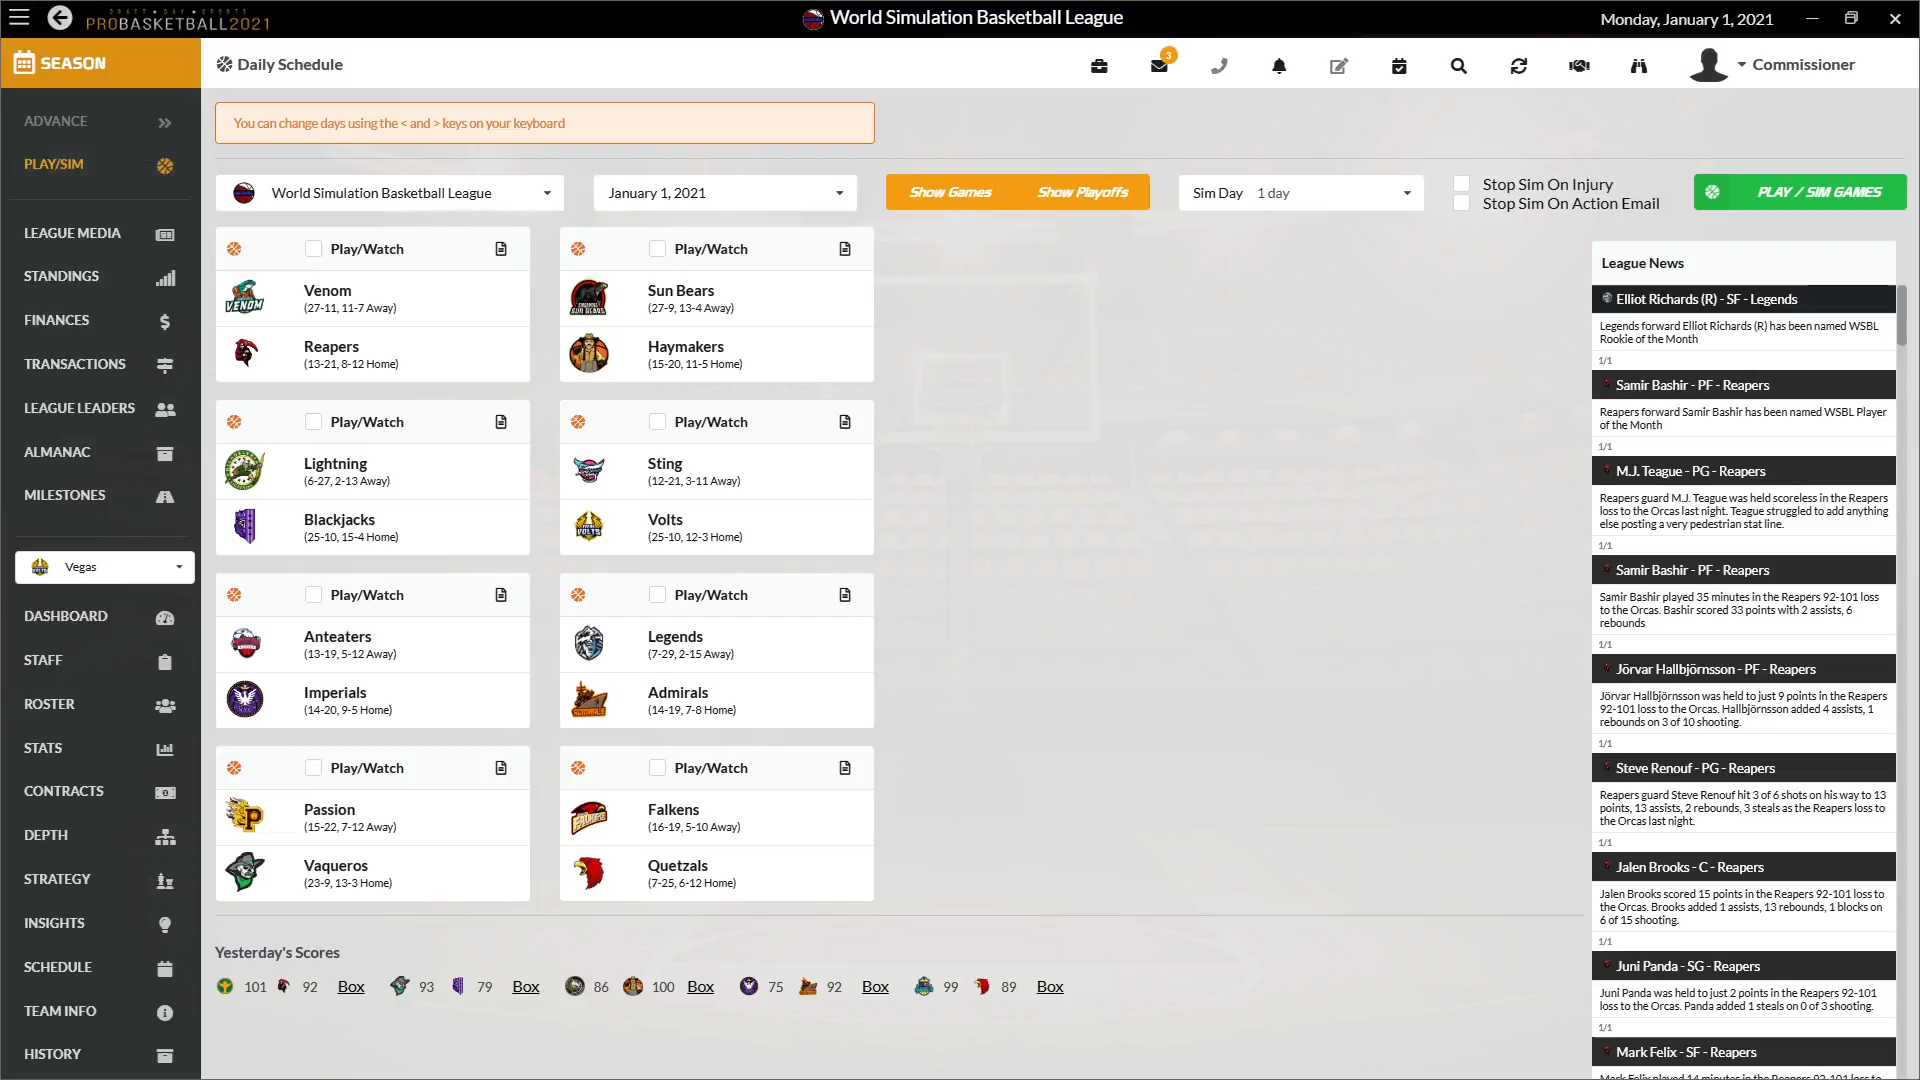 DRAFT DAY SPORTS
PROBASKETBALL2021
World Simulation Basketball League
Monday, January 1, 2021
SEASON
Daily Schedule
3
Commissioner
ADVANCE
PLAY/SIM
LEAGUE MEDIA
STANDINGS
FINANCES
TRANSACTIONS
LEAGUE LEADERS
ALMANAC
MILESTONES
Vegas
DASHBOARD
STAFF
ROSTER
STATS
CONTRACTS
DEPTH
STRATEGY
INSIGHTS
SCHEDULE
TEAM INFO
HISTORY
You can change days using the < and > keys on your keyboard
World Simulation Basketball League
January 1, 2021
Show Games
Show Playoffs
Sim Day 1 day
Stop Sim On Injury
Stop Sim On Action Email
PLAY / SIM GAMES
Play/Watch
Venom
(27-11, 11-7 Away)
Reapers
(13-21, 8-12 Home)
Play/Watch
Sun Bears
(27-9, 13-4 Away)
Haymakers
(15-20, 11-5 Home)
Play/Watch
Lightning
(6-27, 2-13 Away)
Blackjacks
(25-10, 15-4 Home)
Play/Watch
Sting
(12-21, 3-11 Away)
Volts
(25-10, 12-3 Home)
Play/Watch
Anteaters
(13-19, 5-12 Away)
Imperials
(14-20, 9-5 Home)
Play/Watch
Legends
(7-29, 2-15 Away)
Admirals
(14-19, 7-8 Home)
Play/Watch
Passion
(15-22, 7-12 Away)
Vaqueros
(23-9, 13-3 Home)
Play/Watch
Falkens
(16-19, 5-10 Away)
Quetzals
(7-25, 6-12 Home)
Yesterday's Scores
101 92 Box 93 79 Box 86 100 Box 75 92 Box 99 89 Box
League News
Elliot Richards (R) - SF - Legends
Legends forward Elliot Richards (R) has been named WSBL
Rookie of the Month
1/1
Samir Bashir - PF - Reapers
Reapers forward Samir Bashir has been named WSBL Player
of the Month
1/1
M.J. Teague - PG - Reapers
Reapers guard M.J. Teague was held scoreless in the Reapers
loss to the Orcas last night. Teague struggled to add anything
else posting a very pedestrian stat line.
1/1
Samir Bashir - PF - Reapers
Samir Bashir played 35 minutes in the Reapers 92-101 loss
to the Orcas. Bashir scored 33 points with 2 assists, 6
rebounds
1/1
Jörvar Hallbjörnsson - PF - Reapers
Jörvar Hallbjörnsson was held to just 9 points in the Reapers
92-101 loss to the Orcas. Hallbjörnsson added 4 assists, 1
rebounds on 3 of 10 shooting.
1/1
Steve Renouf - PG - Reapers
Reapers guard Steve Renouf hit 3 of 6 shots on his way to 13
points, 13 assists, 2 rebounds, 3 steals as the Reapers loss to
the Orcas last night.
1/1
Jalen Brooks - C - Reapers
Jalen Brooks scored 15 points in the Reapers 92-101 loss to
the Orcas. Brooks added 1 assists, 13 rebounds, 1 blocks on
6 of 15 shooting.
1/1
Juni Panda - SG - Reapers
Juni Panda was held to just 2 points in the Reapers 92-101
loss to the Orcas. Panda added 1 steals on 0 of 3 shooting.
1/1
Mark Felix - SF - Reapers
Mark Felix played 14 minutes in the Reapers 92-101 loss to